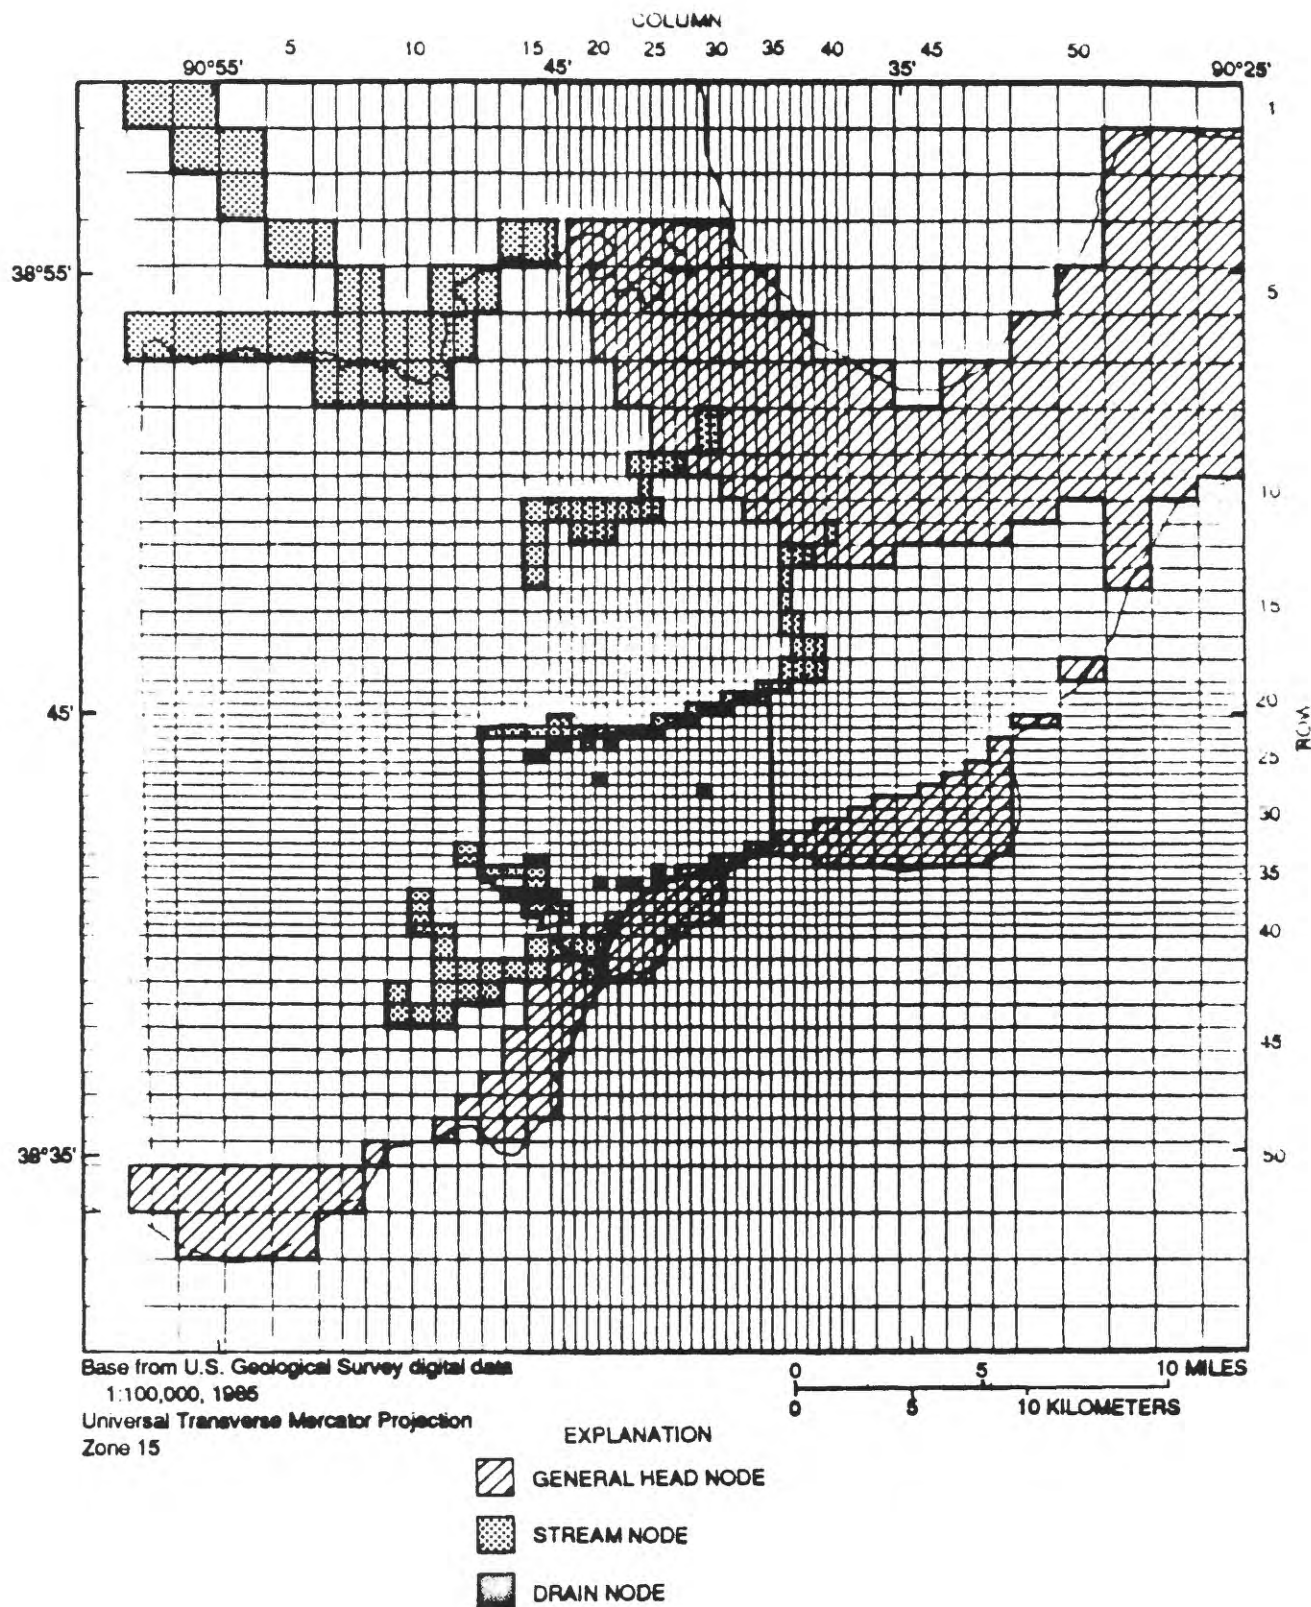 COLUMN
5 10 15 20 25 30 35 40 45 50
90°55' 45' 35' 90°25'
1
38°55'
5
10
15
45'
20
ROW
25
30
35
40
45
38°35'
50
Base from U.S. Geological Survey digital data
1:100,000, 1985
Universal Transverse Mercator Projection
Zone 15
0 5 10 MILES
0 5 10 KILOMETERS
EXPLANATION
GENERAL HEAD NODE
STREAM NODE
DRAIN NODE